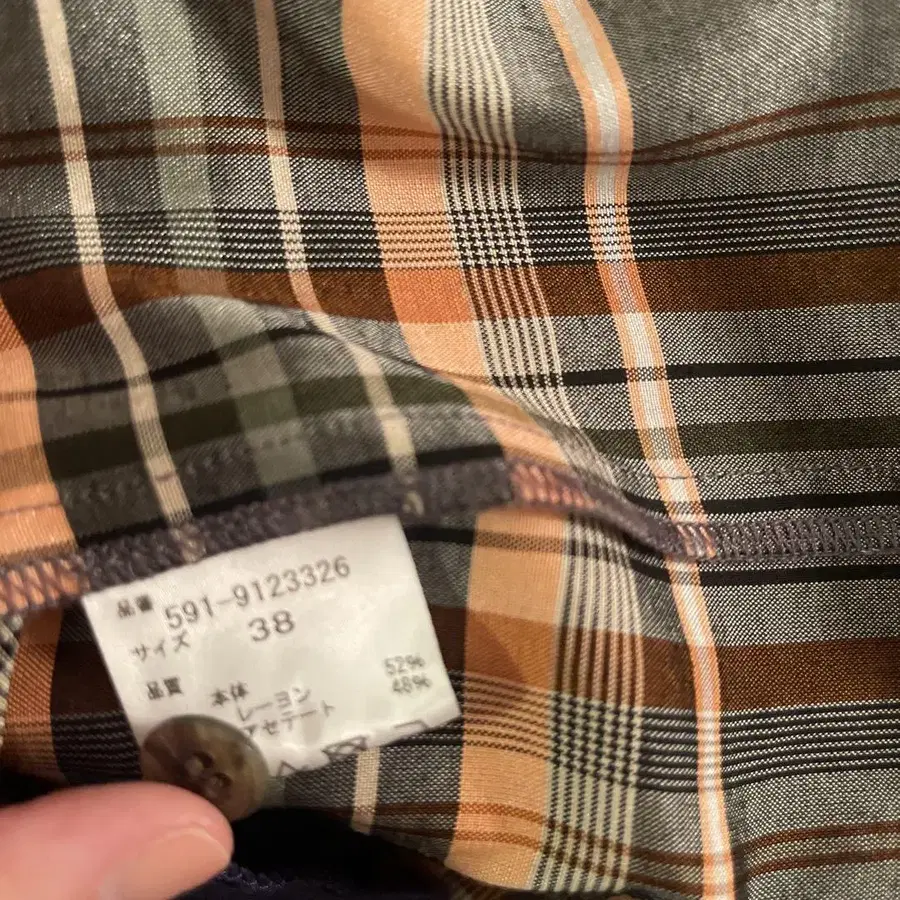 品番 591-9123326
サイズ 38
品質 本体
レーヨン 52%
アセテート 48%